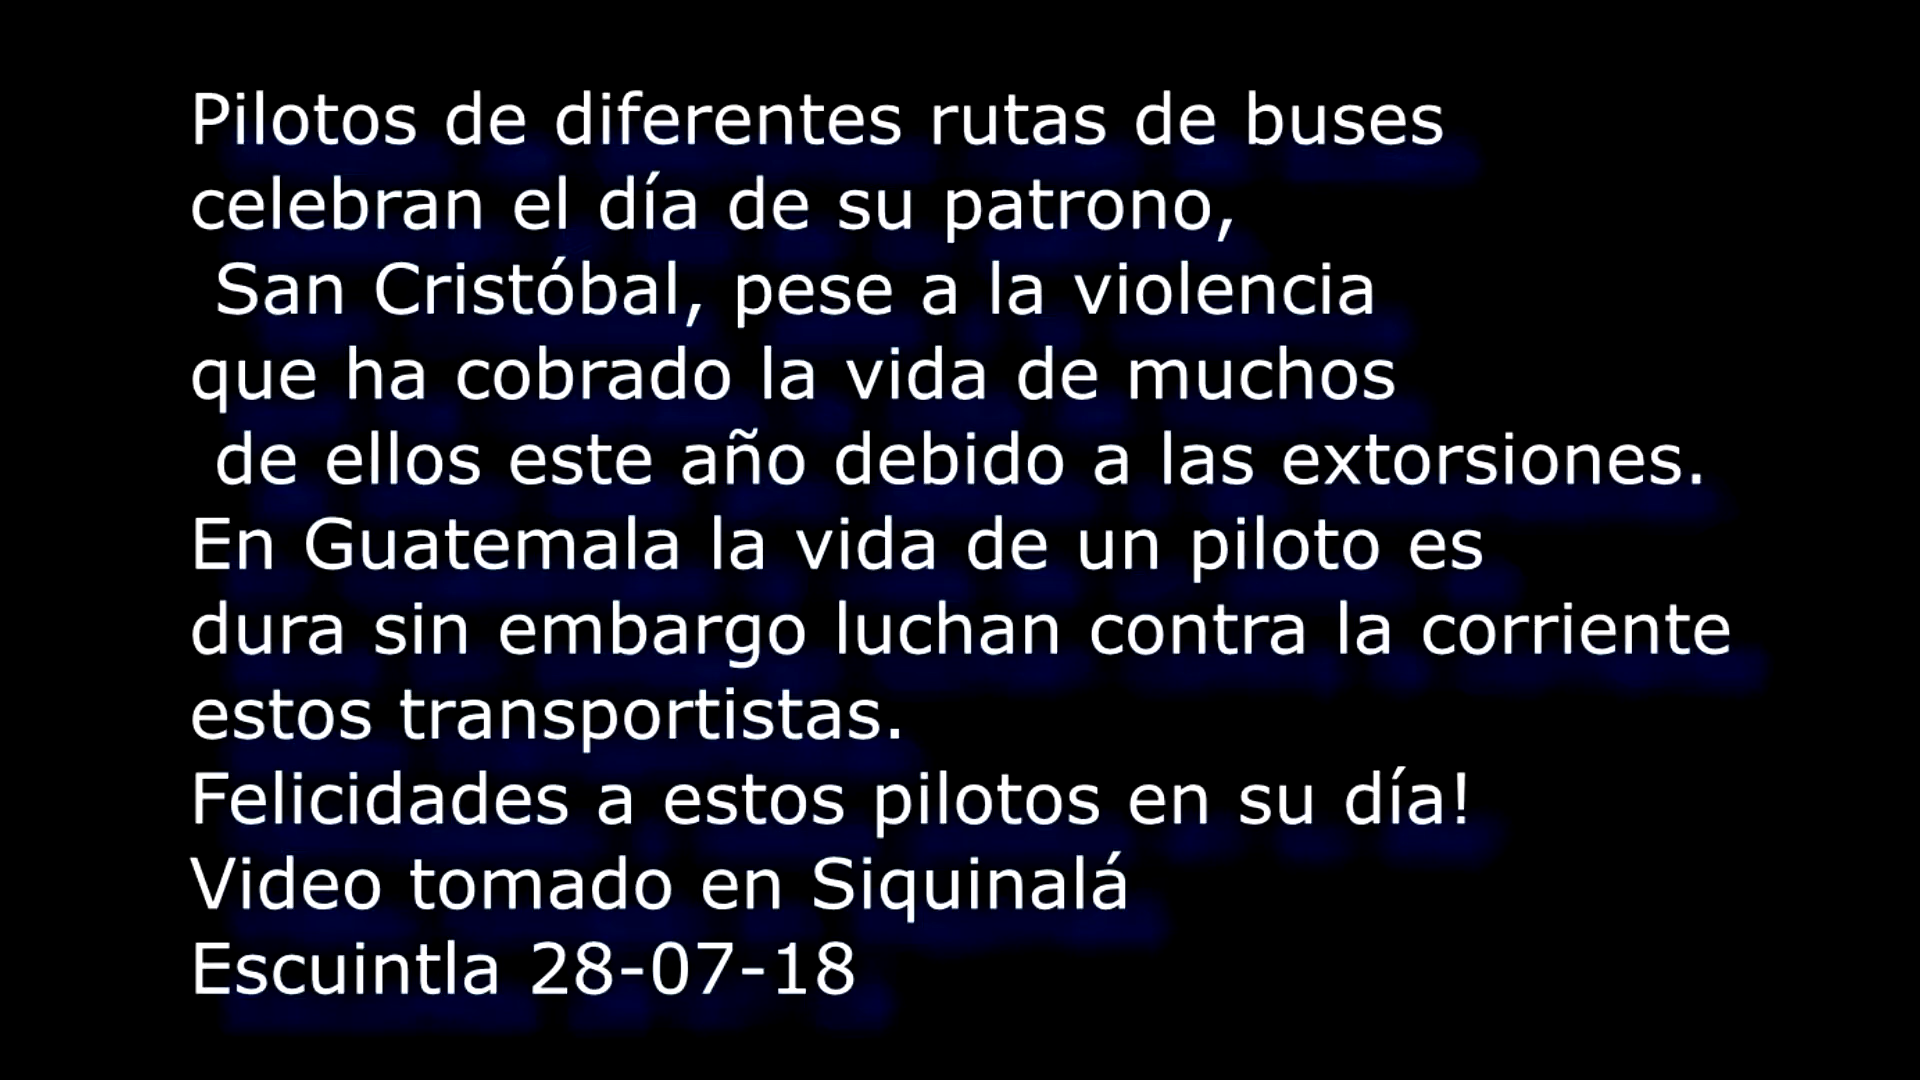 Pilotos de diferentes rutas de buses
celebran el día de su patrono,
San Cristóbal, pese a la violencia
que ha cobrado la vida de muchos
de ellos este año debido a las extorsiones.
En Guatemala la vida de un piloto es
dura sin embargo luchan contra la corriente
estos transportistas.
Felicidades a estos pilotos en su día!
Video tomado en Siquinalá
Escuintla 28-07-18